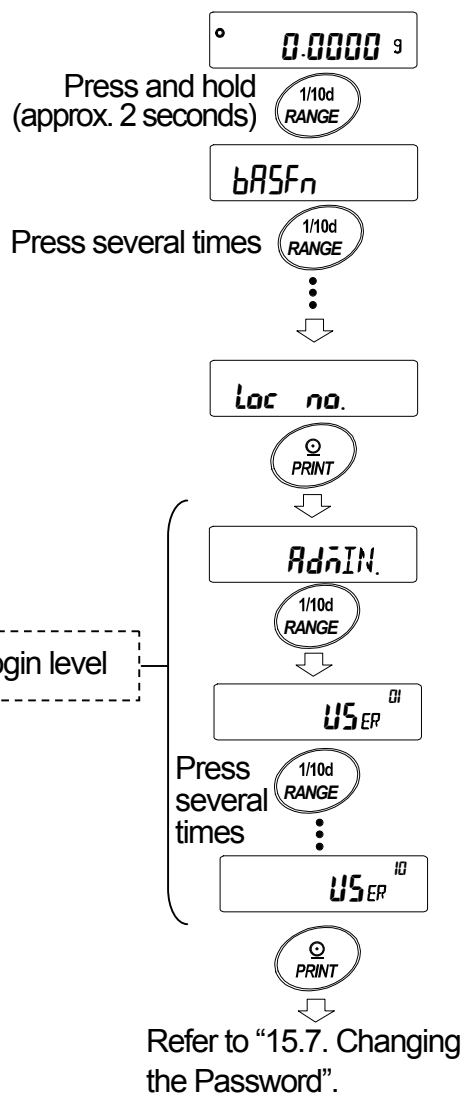 0.0000 g
Press and hold
(approx. 2 seconds)
1/10d
RANGE
bASFn
Press several times
1/10d
RANGE
Loc no.
PRINT
AdmIN.
1/10d
RANGE
ogin level
USER 01
Press
several
times
1/10d
RANGE
USER 10
PRINT
Refer to “15.7. Changing
the Password”.